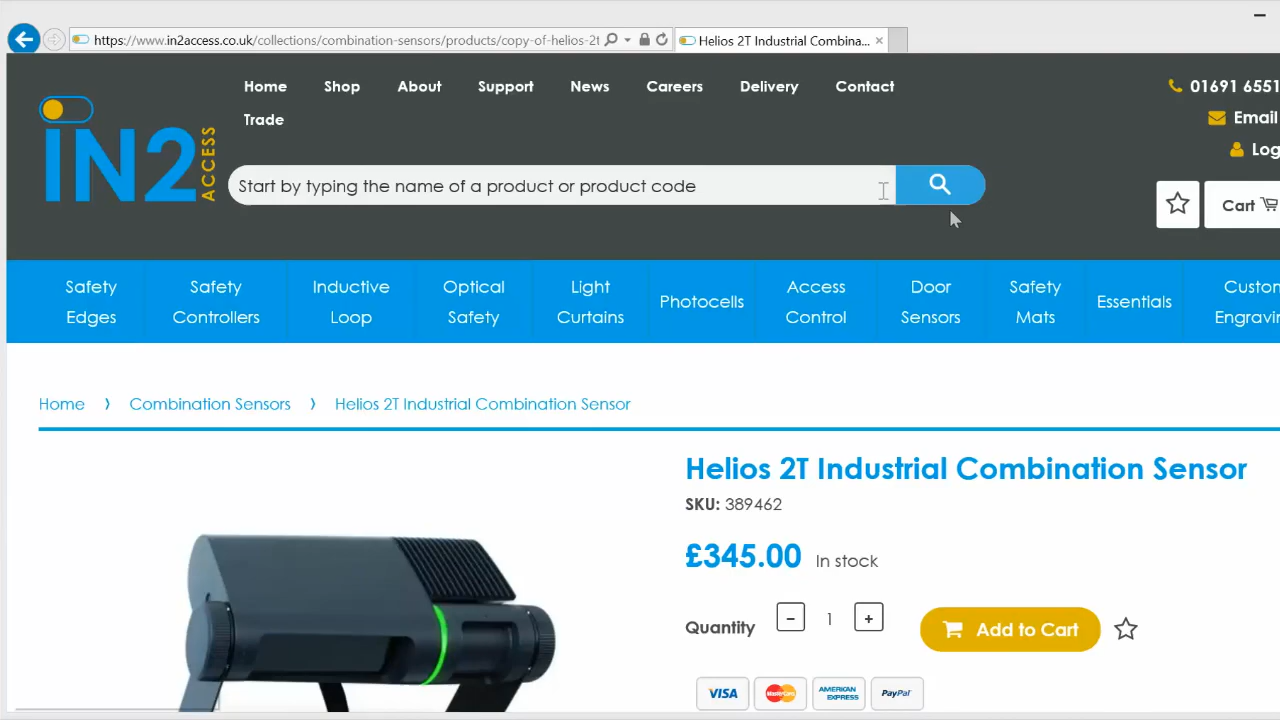 https://www.in2access.co.uk/collections/combination-sensors/products/copy-of-helios-2t
Helios 2T Industrial Combina...
Home Shop About Support News Careers Delivery Contact
Trade
01691 6551
Email
Log
IN2 ACCESS
Start by typing the name of a product or product code
Cart
Safety Edges
Safety Controllers
Inductive Loop
Optical Safety
Light Curtains
Photocells
Access Control
Door Sensors
Safety Mats
Essentials
Custom Engravin
Home › Combination Sensors › Helios 2T Industrial Combination Sensor
Helios 2T Industrial Combination Sensor
SKU: 389462
£345.00 In stock
Quantity - 1 + Add to Cart
VISA MasterCard AMERICAN EXPRESS PayPal